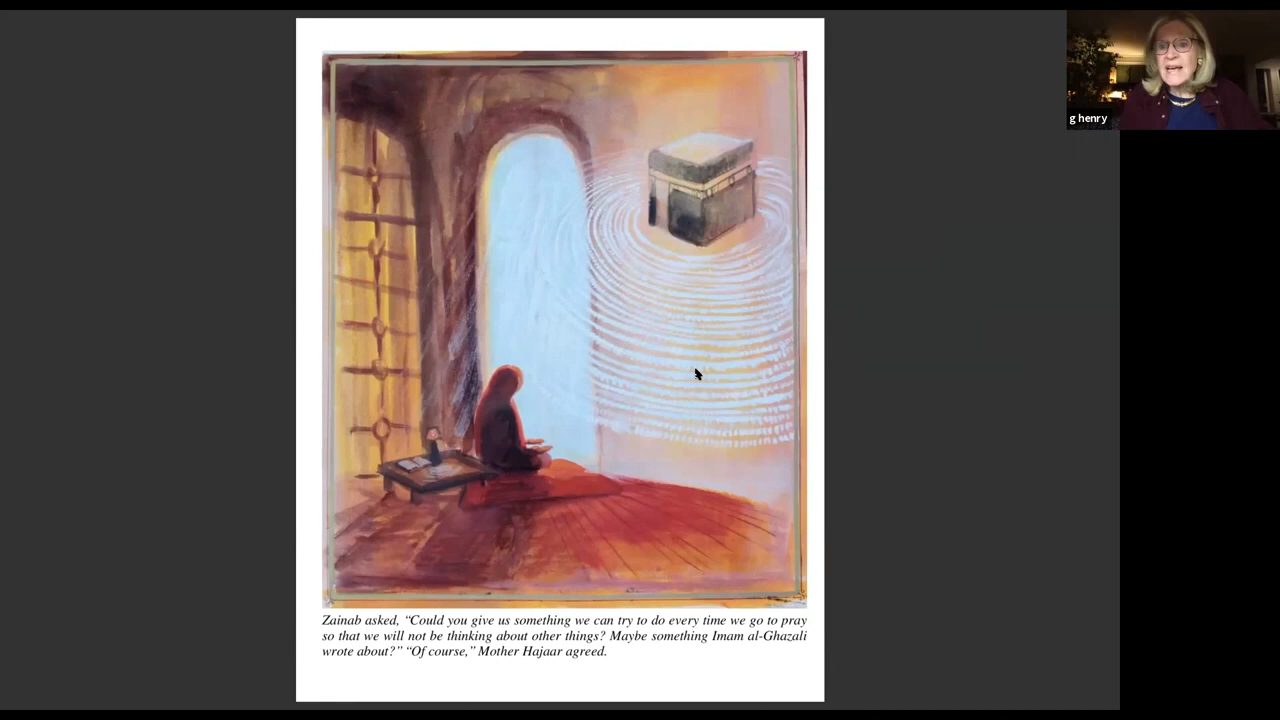 g henry
Zainab asked, “Could you give us something we can try to do every time we go to pray
so that we will not be thinking about other things? Maybe something Imam al-Ghazali
wrote about?” “Of course,” Mother Hajaar agreed.